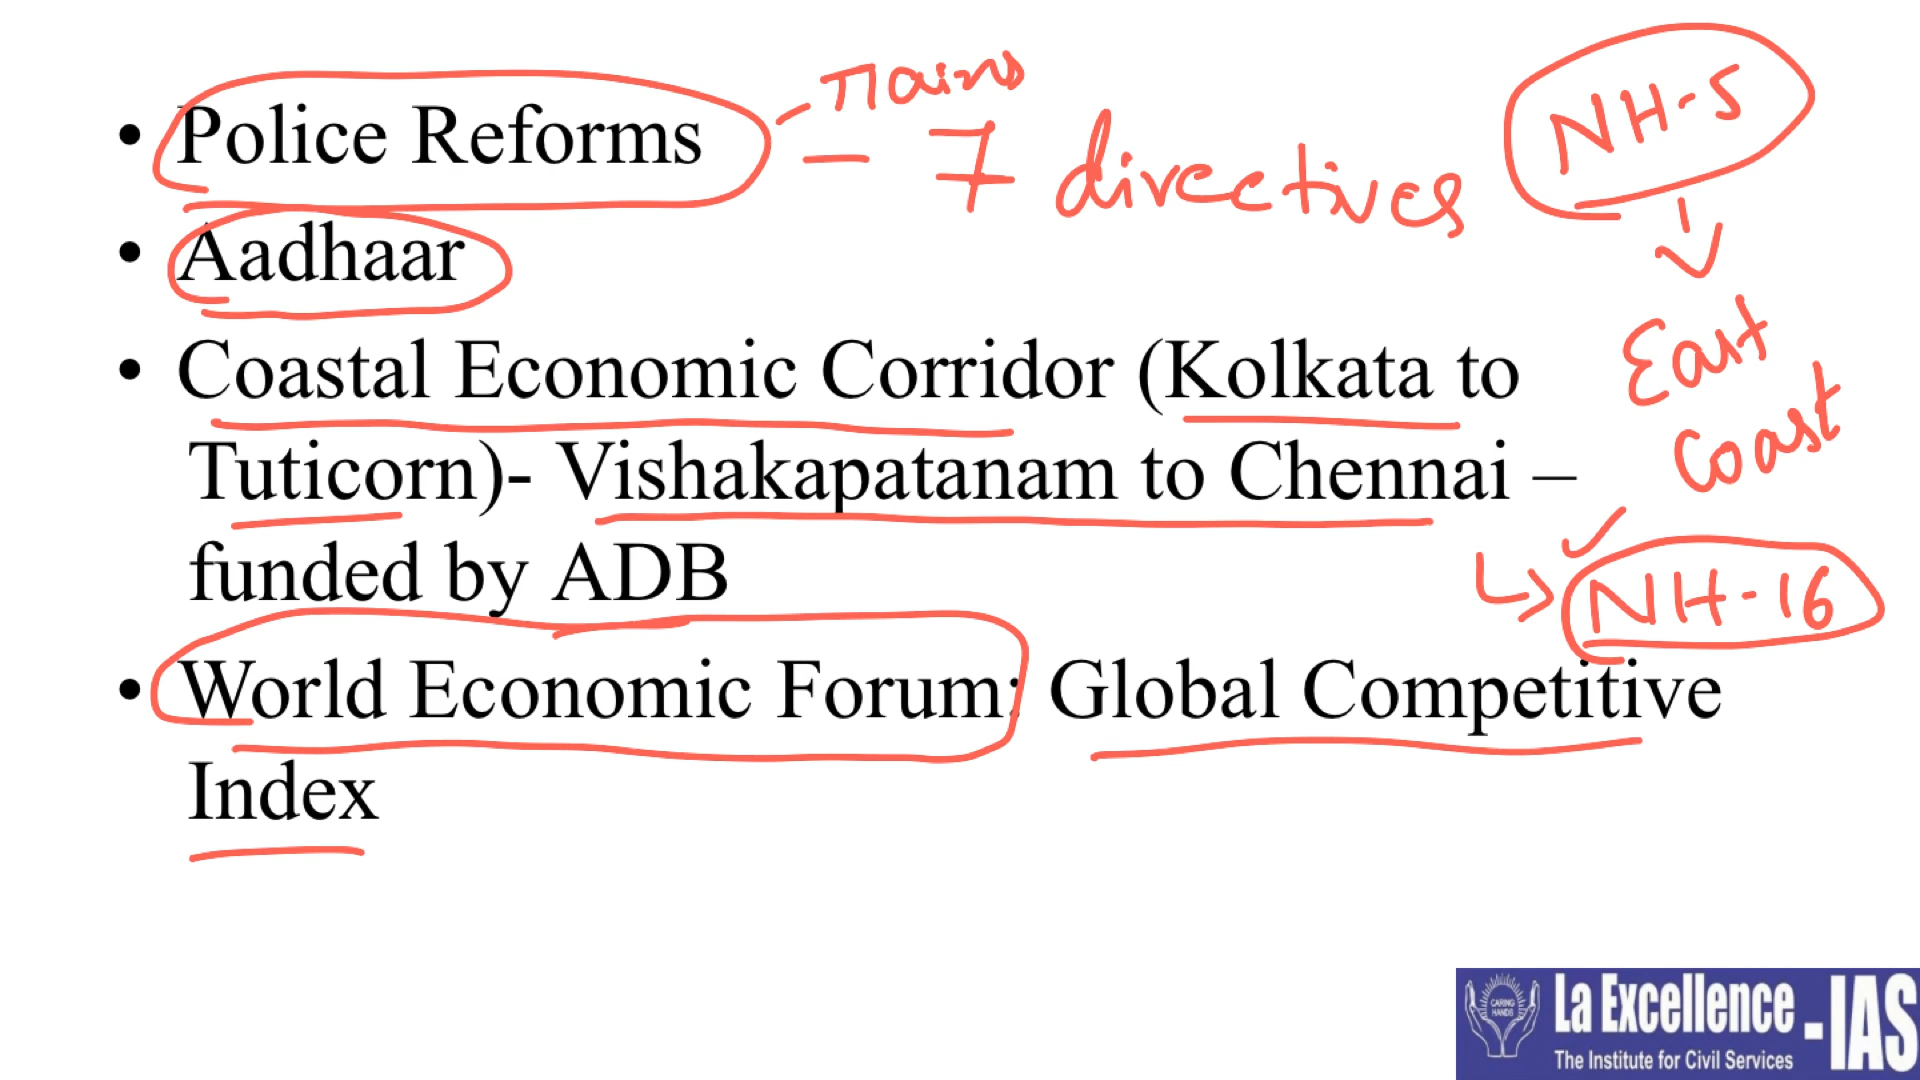 • Police Reforms
- Mains
- 7 directives
NH-5
• Aadhaar
East
Coast
• Coastal Economic Corridor (Kolkata to
Tuticorn)- Vishakapatanam to Chennai –
funded by ADB
NH-16
• World Economic Forum: Global Competitive
Index
CARING
HANDS
La Excellence -IAS
The Institute for Civil Services